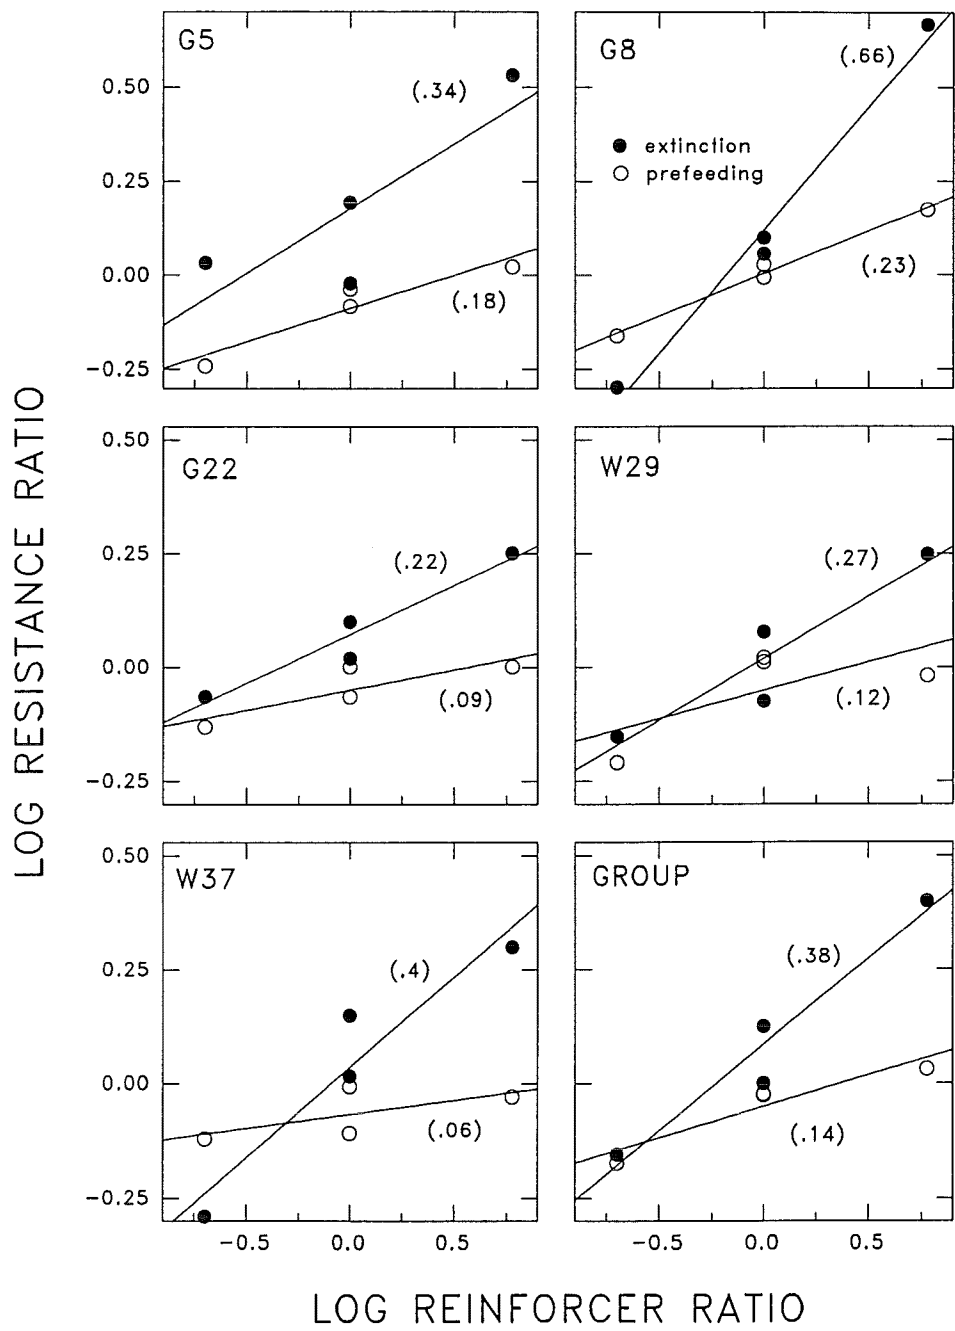 G5
(.34)
(.18)
0.50
0.25
0.00
−0.25
G8
(.66)
extinction
prefeeding
(.23)
G22
(.22)
(.09)
0.50
0.25
0.00
−0.25
W29
(.27)
(.12)
W37
(.4)
(.06)
0.50
0.25
0.00
−0.25
−0.5 0.0 0.5
GROUP
(.38)
(.14)
−0.5 0.0 0.5
LOG RESISTANCE RATIO
LOG REINFORCER RATIO